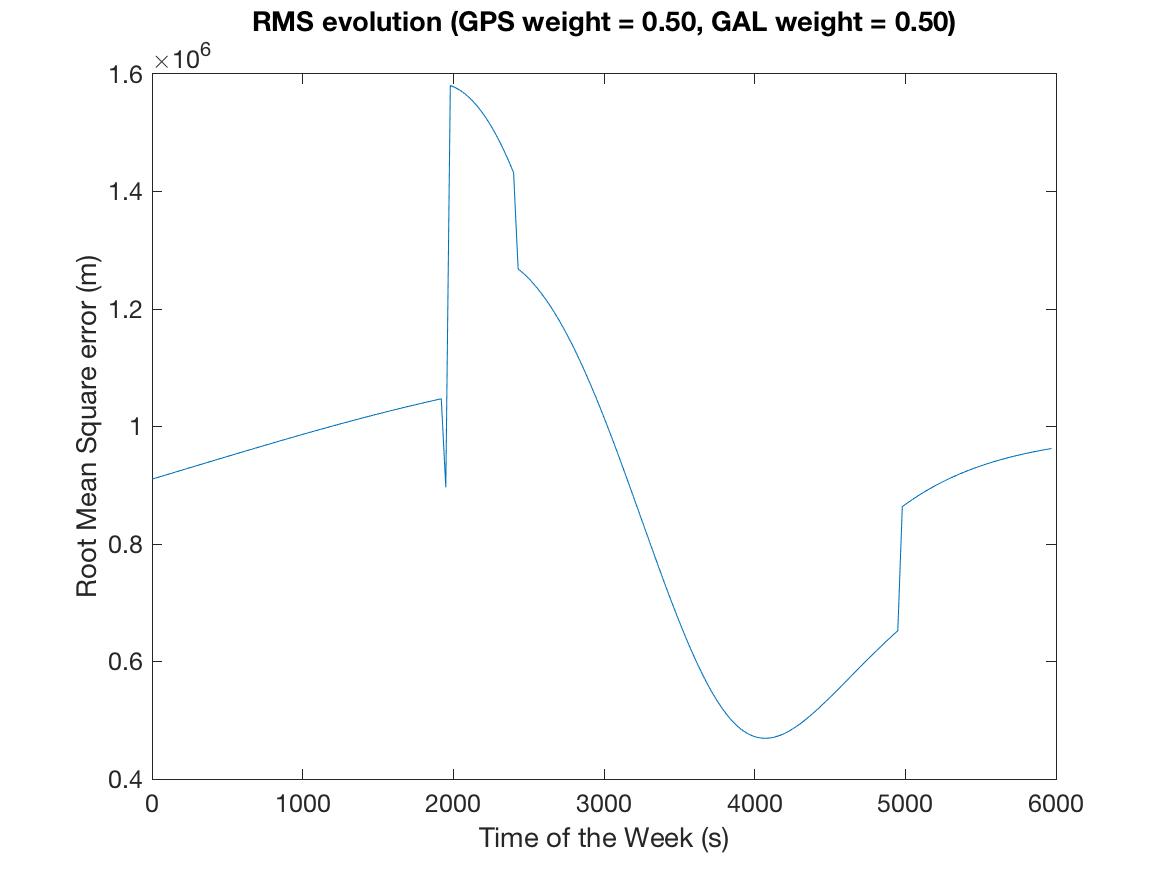 RMS evolution (GPS weight = 0.50, GAL weight = 0.50)
×10⁶
1.6
1.4
1.2
1
0.8
0.6
0.4
Root Mean Square error (m)
0 1000 2000 3000 4000 5000 6000
Time of the Week (s)